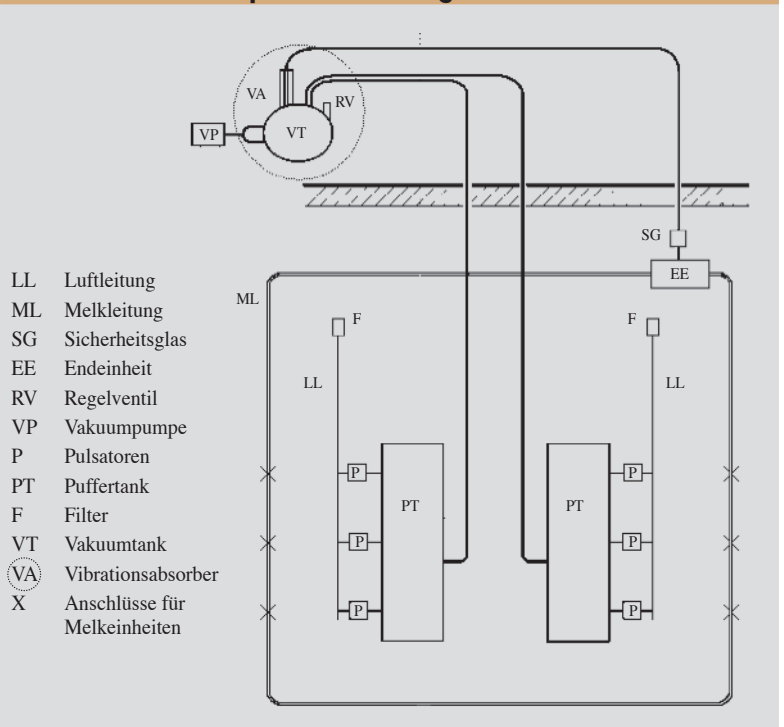 VA
RV
VP
VT
SG
EE
LL Luftleitung
ML Melkleitung
SG Sicherheitsglas
EE Endeinheit
RV Regelventil
VP Vakuumpumpe
P Pulsatoren
PT Puffertank
F Filter
VT Vakuumtank
VA Vibrationsabsorber
X Anschlüsse für
Melkeinheiten
ML
F
F
LL
LL
P
P
PT
PT
P
P
P
P